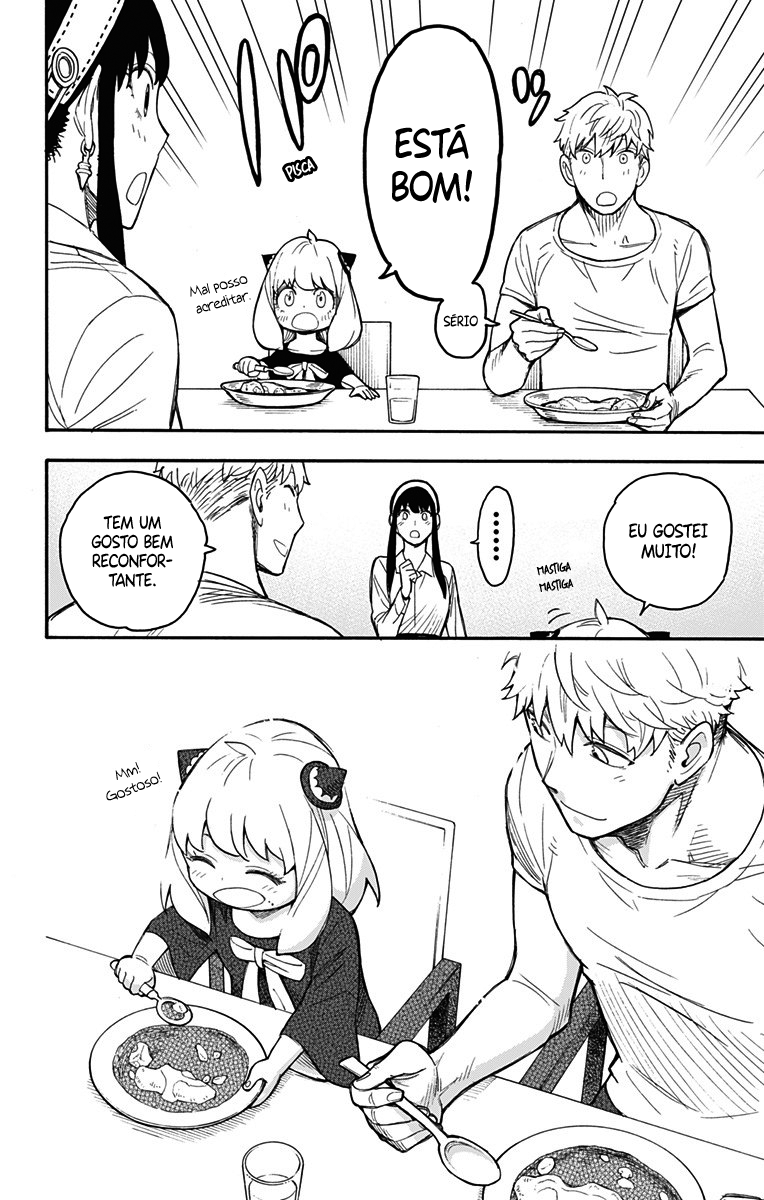 ESTÁ
BOM!
SÉRIO
PISCA
Mal posso
acreditar.
EU GOSTEI
MUITO!
MASTIGA
MASTIGA
TEM UM
GOSTO BEM
RECONFOR-
TANTE.
Mm!
Gostoso!